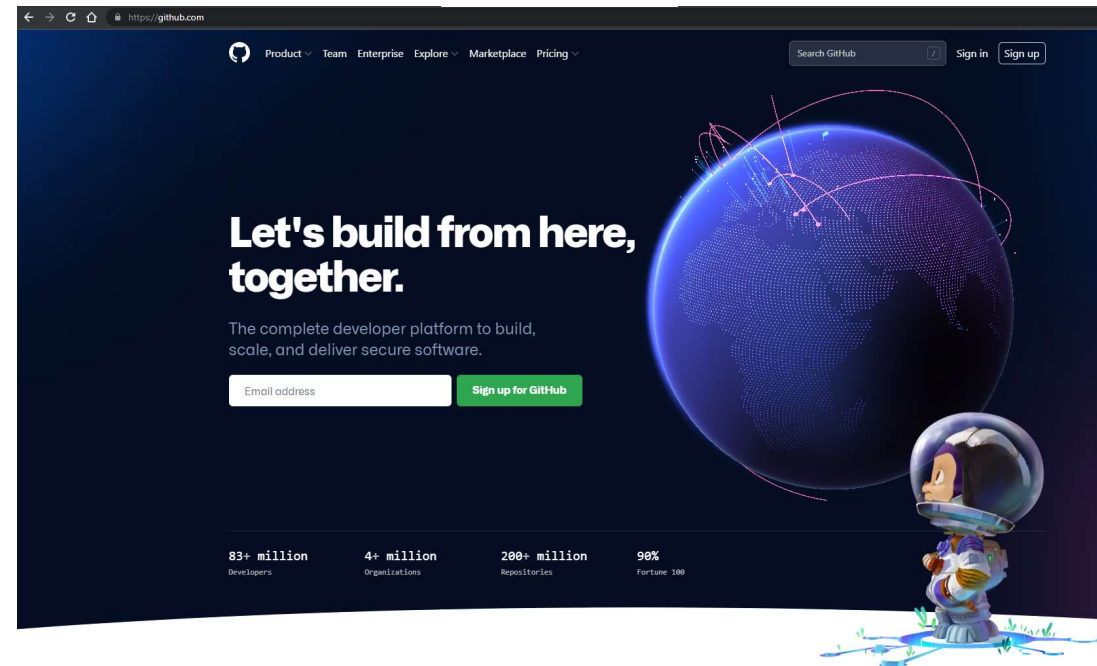 https://github.com
Product Team Enterprise Explore Marketplace Pricing
Search GitHub / Sign in Sign up
Let's build from here,
together.
The complete developer platform to build,
scale, and deliver secure software.
Email address
Sign up for GitHub
83+ million 4+ million 200+ million 90%
Developers Organizations Repositories Fortune 100